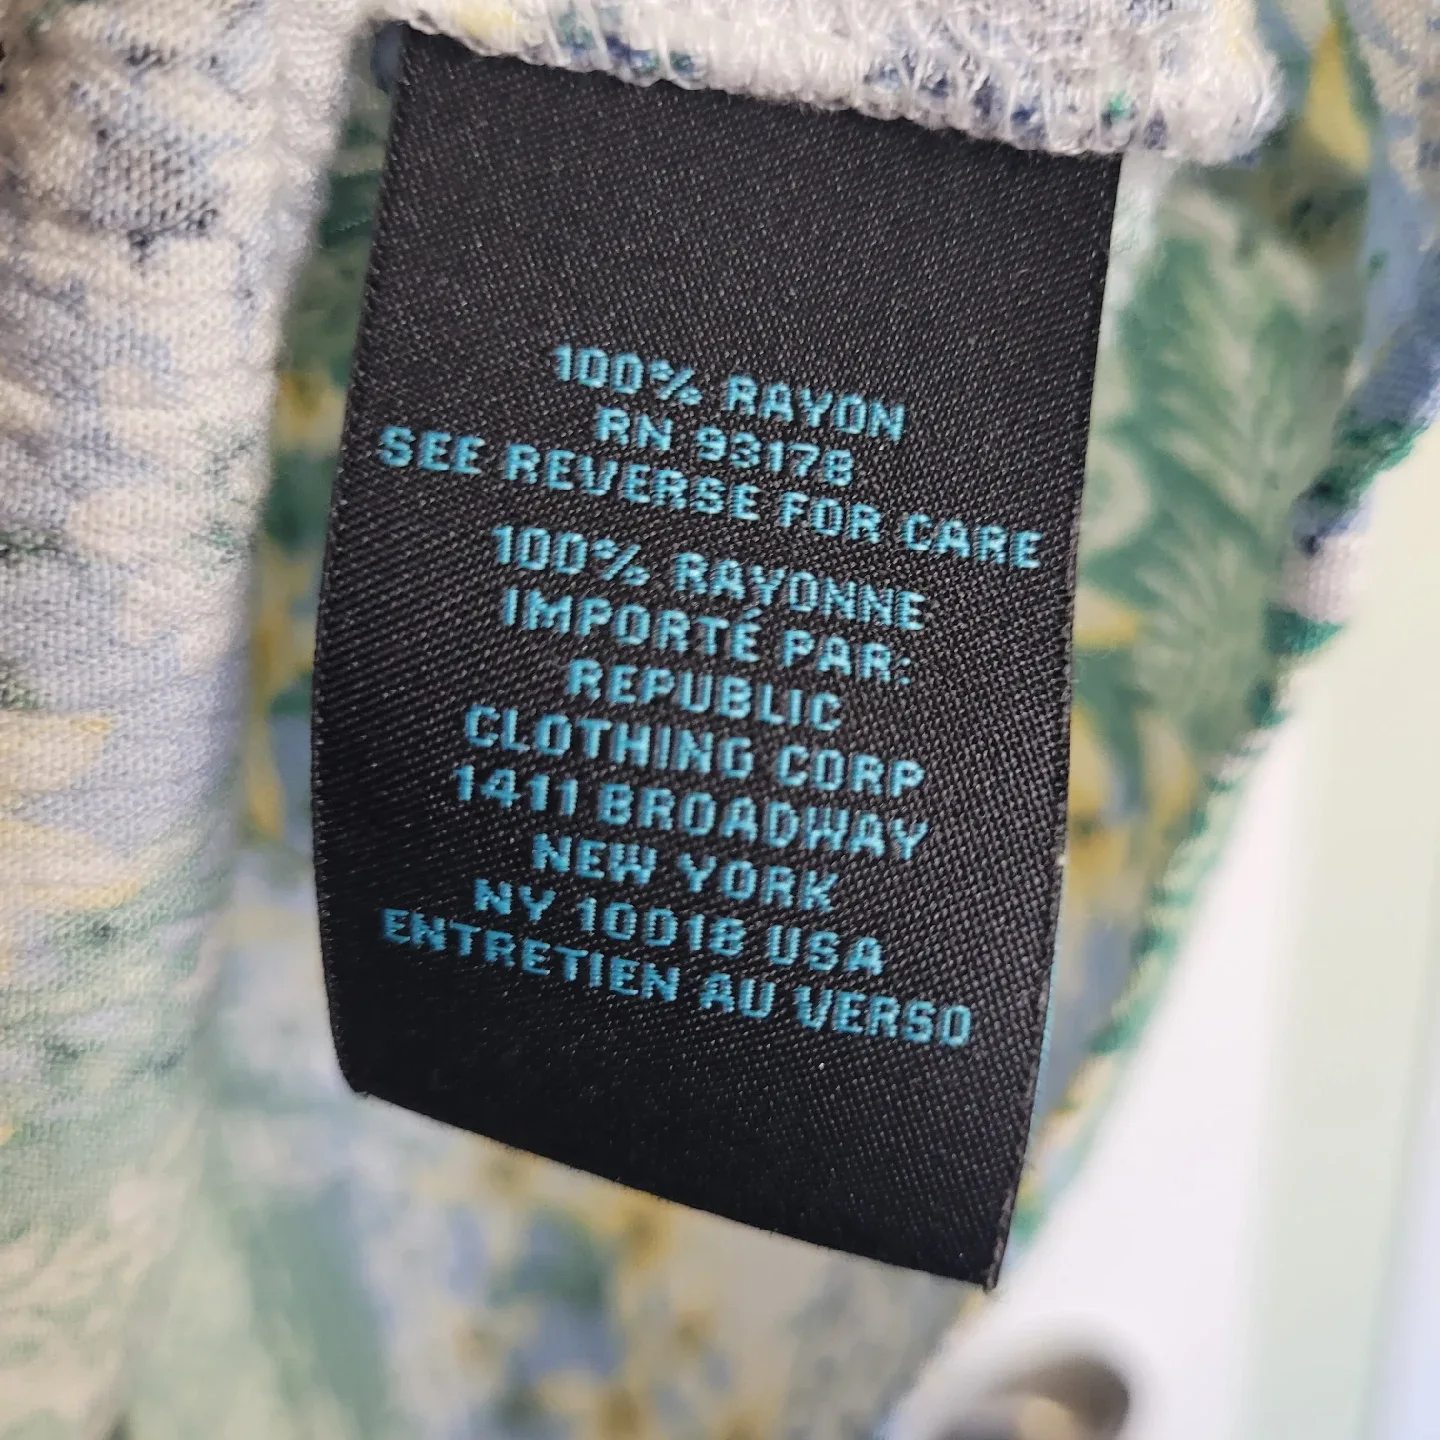 100% RAYON
RN 93178
SEE REVERSE FOR CARE
100% RAYONNE
IMPORTÉ PAR:
REPUBLIC
CLOTHING CORP
1411 BROADWAY
NEW YORK
NY 10018 USA
ENTRETIEN AU VERSO